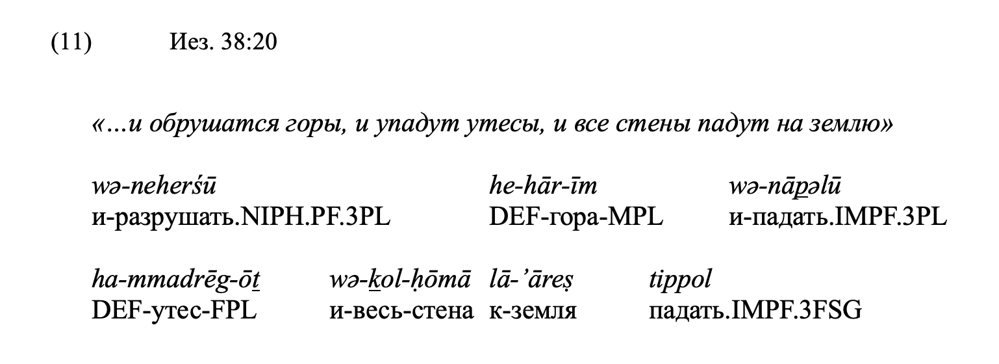 (11) Иез. 38:20
«...и обрушатся горы, и упадут утесы, и все стены падут на землю»
wə-neherśū he-hār-īm wə-nāp̱əlū
и-разрушать.NIPH.PF.3PL DEF-гора-MPL и-падать.IMPF.3PL
ha-mmadrēg-ōṯ wə-ḵol-ḥōmā lā-’āreṣ tippol
DEF-утес-FPL и-весь-стена к-земля падать.IMPF.3FSG